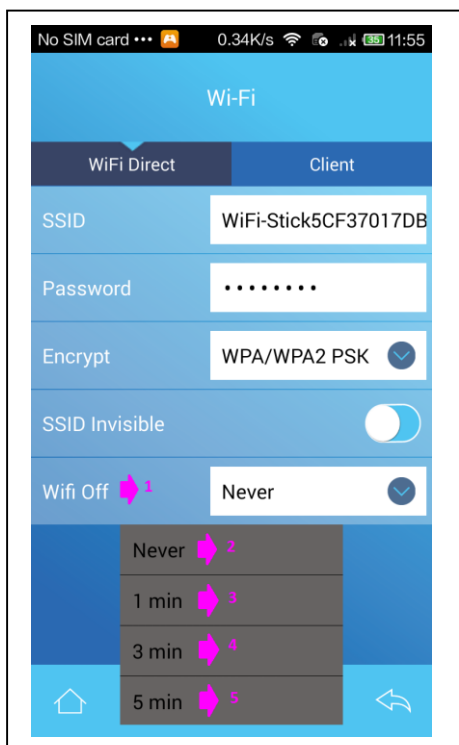 No SIM card ••• 0.34K/s 35 11:55
Wi-Fi
WiFi Direct Client
SSID WiFi-Stick5CF37017DB
Password ••••••••
Encrypt WPA/WPA2 PSK
SSID Invisible
Wifi Off 1 Never
Never 2
1 min 3
3 min 4
5 min 5